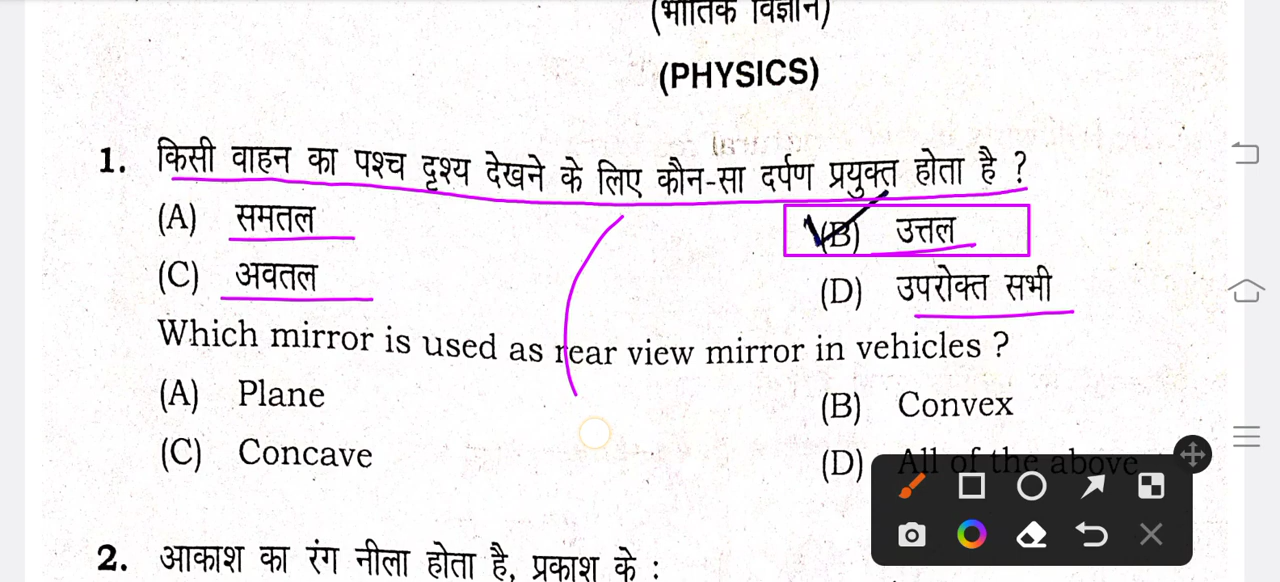 (भौतिक विज्ञान)
(PHYSICS)
1. किसी वाहन का पश्च दृश्य देखने के लिए कौन-सा दर्पण प्रयुक्त होता है ?
(A) समतल (B) उत्तल
(C) अवतल (D) उपरोक्त सभी
Which mirror is used as rear view mirror in vehicles ?
(A) Plane (B) Convex
(C) Concave (D) All of the above
2. आकाश का रंग नीला होता है, प्रकाश के :